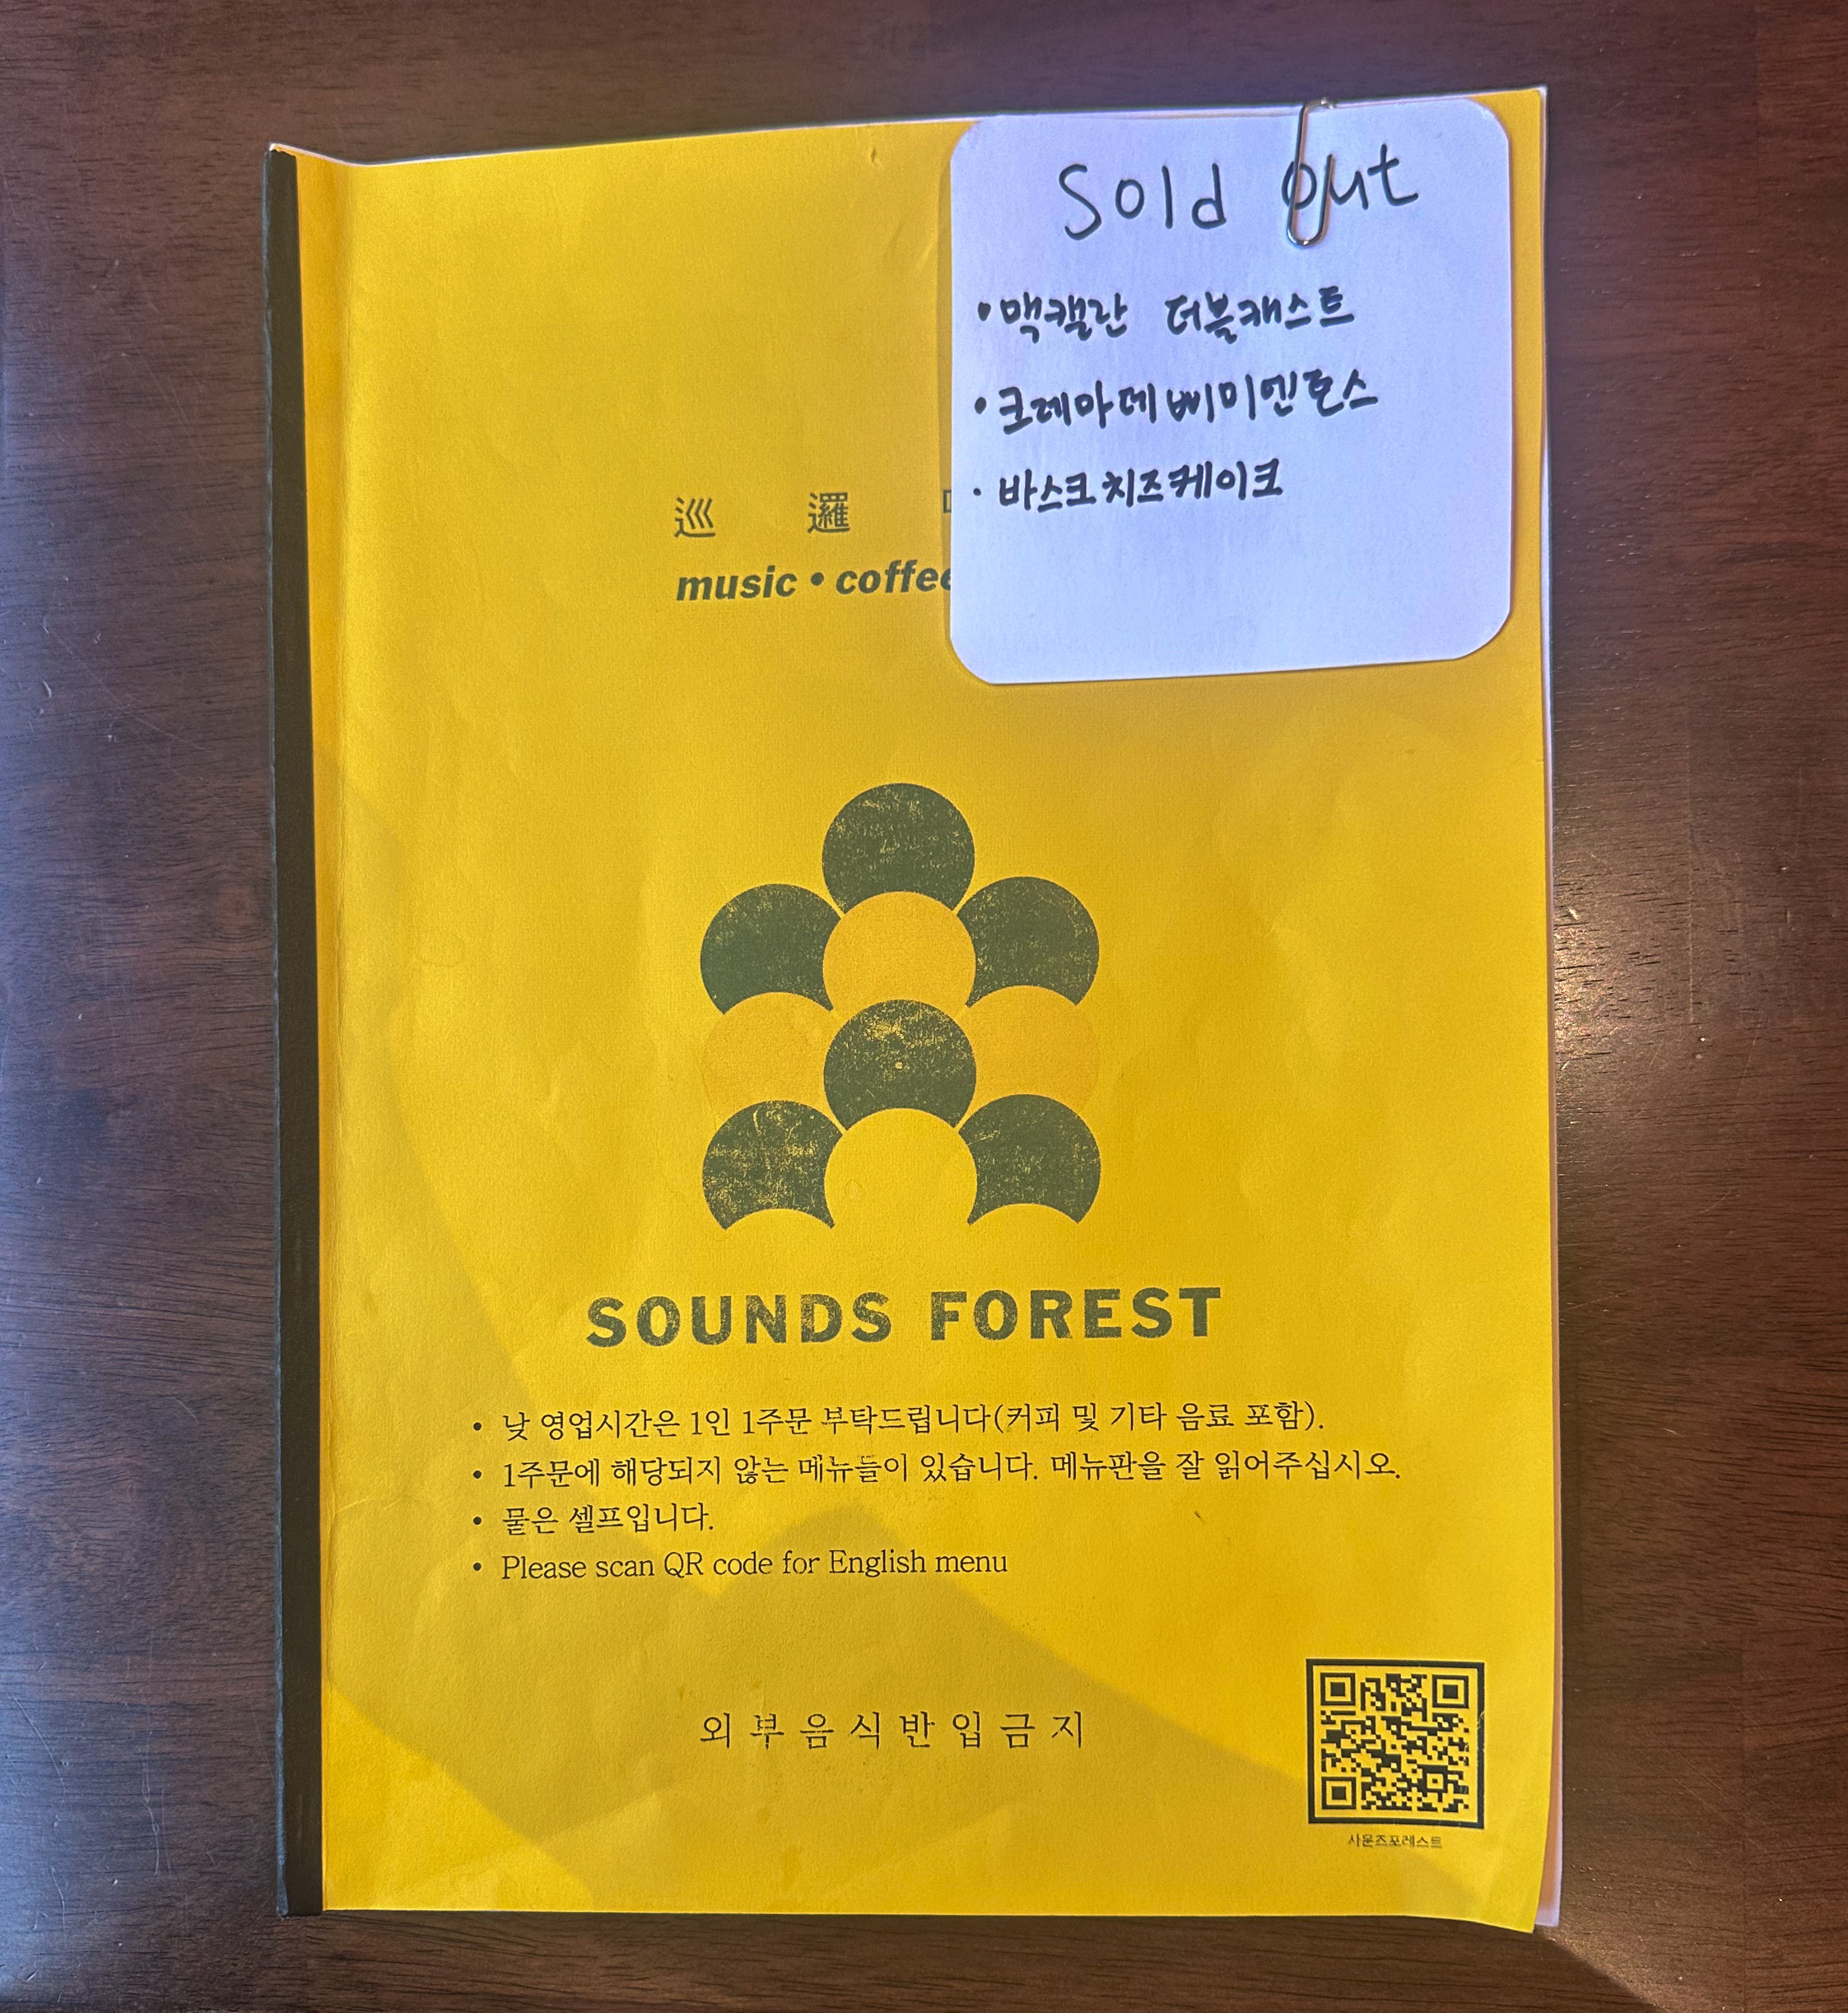 Sold out
•맥캘란 더블캐스트
•크레마 데 삐미엔토스
·바스크 치즈 케이크
巡 邏
music • coffee
SOUNDS FOREST
• 낮 영업시간은 1인 1주문 부탁드립니다(커피 및 기타 음료 포함).
• 1주문에 해당되지 않는 메뉴들이 있습니다. 메뉴판을 잘 읽어주십시오.
• 물은 셀프입니다.
• Please scan QR code for English menu
외부음식반입금지
사운즈포레스트